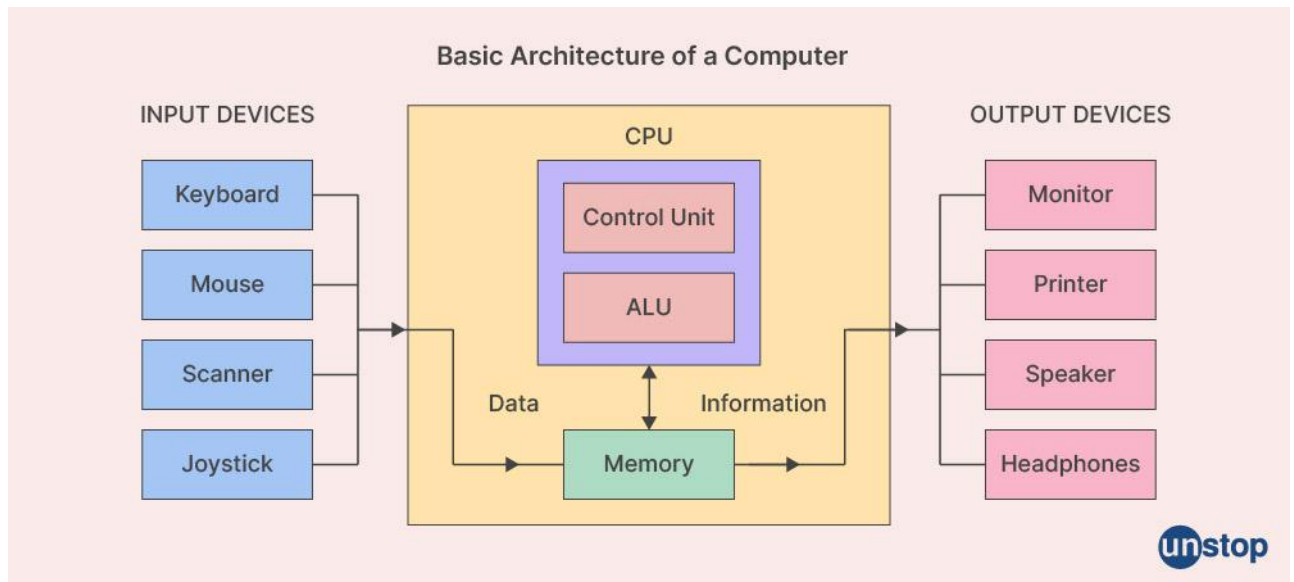 Basic Architecture of a Computer
INPUT DEVICES
Keyboard
Mouse
Scanner
Joystick
CPU
Control Unit
ALU
Data
Information
Memory
OUTPUT DEVICES
Monitor
Printer
Speaker
Headphones
unstop